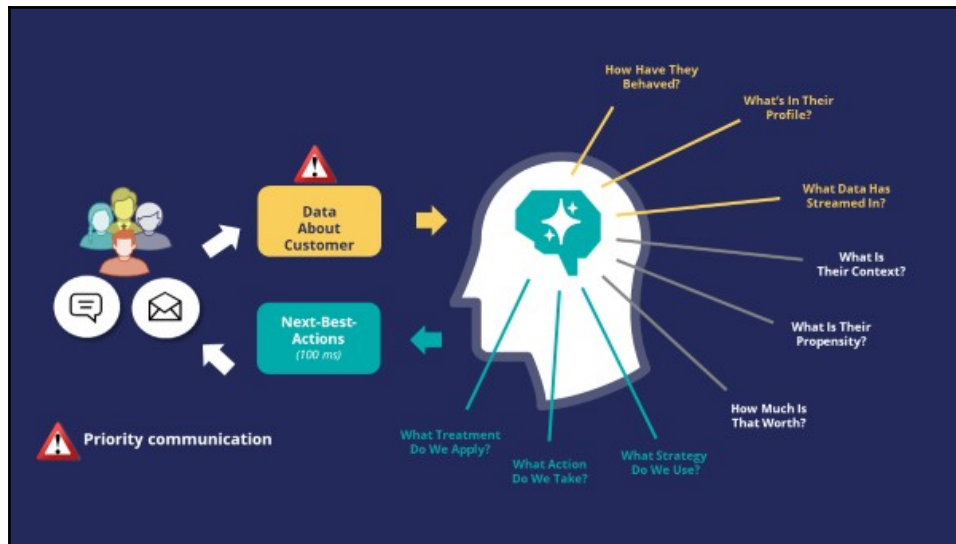 How Have They
Behaved?
What's In Their
Profile?
Data
About
Customer
What Data Has
Streamed In?
What Is
Their Context?
Next-Best-
Actions
(100 ms)
What Is Their
Propensity?
How Much Is
That Worth?
Priority communication
What Treatment
Do We Apply?
What Action
Do We Take?
What Strategy
Do We Use?